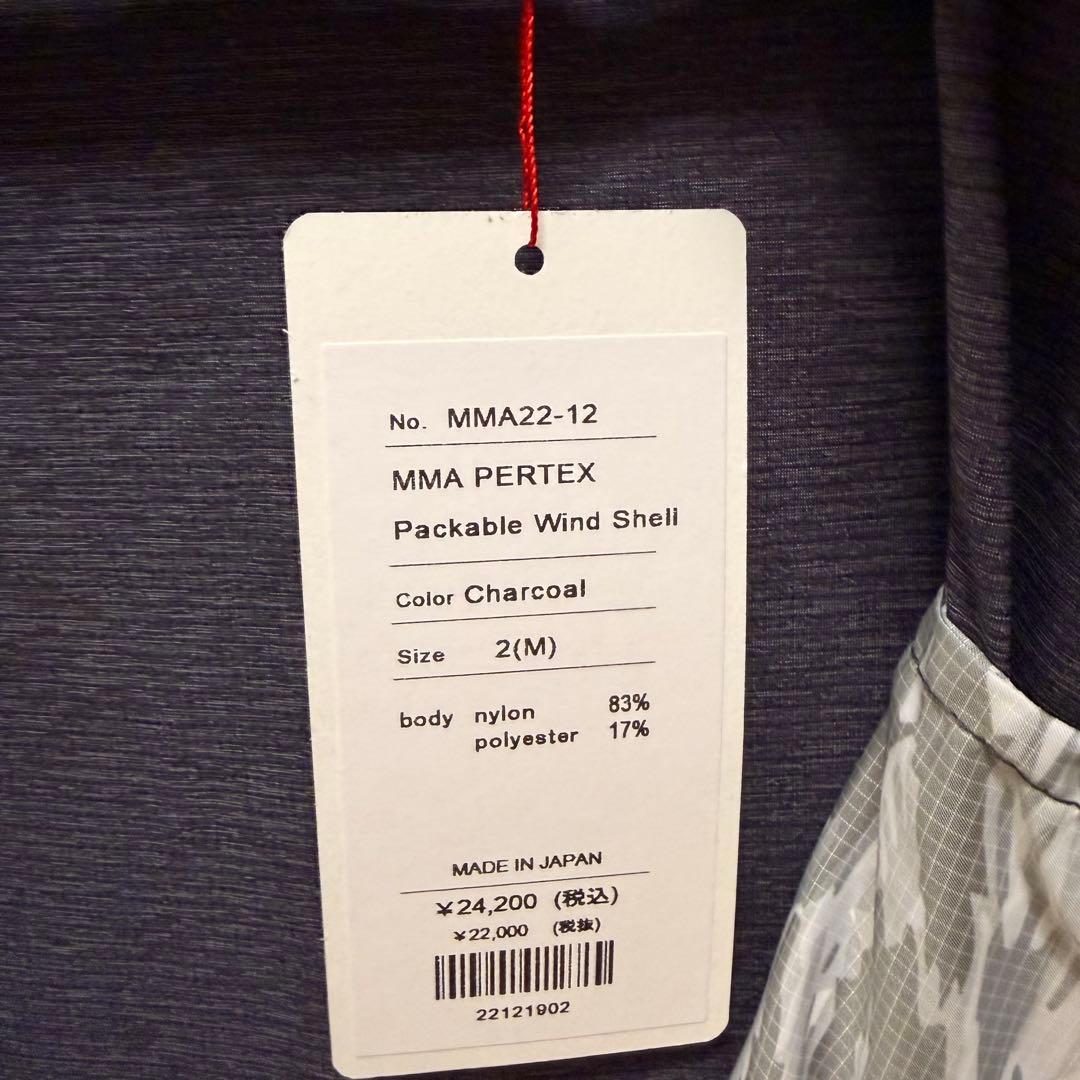 No. MMA22-12
MMA PERTEX
Packable Wind Shell
Color Charcoal
Size 2(M)
body nylon 83%
polyester 17%
MADE IN JAPAN
¥24,200 (税込)
¥22,000 (税抜)
22121902